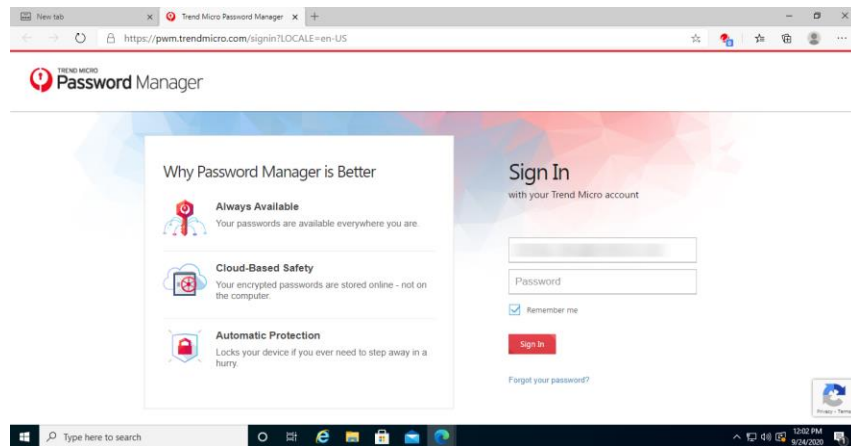 New tab
Trend Micro Password Manager
https://pwm.trendmicro.com/signin?LOCALE=en-US
TREND MICRO
Password Manager
Why Password Manager is Better
Always Available
Your passwords are available everywhere you are.
Cloud-Based Safety
Your encrypted passwords are stored online - not on
the computer.
Automatic Protection
Locks your device if you ever need to step away in a
hurry.
Sign In
with your Trend Micro account
Password
Remember me
Sign In
Forgot your password?
Privacy - Terms
Type here to search
12:02 PM
9/24/2020